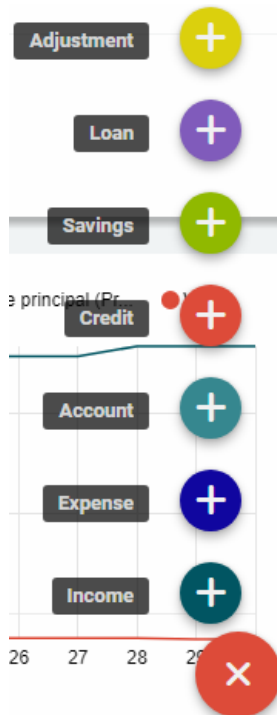 Adjustment
Loan
Savings
e principal (Pr...
Credit
Account
Expense
Income
26 27 28